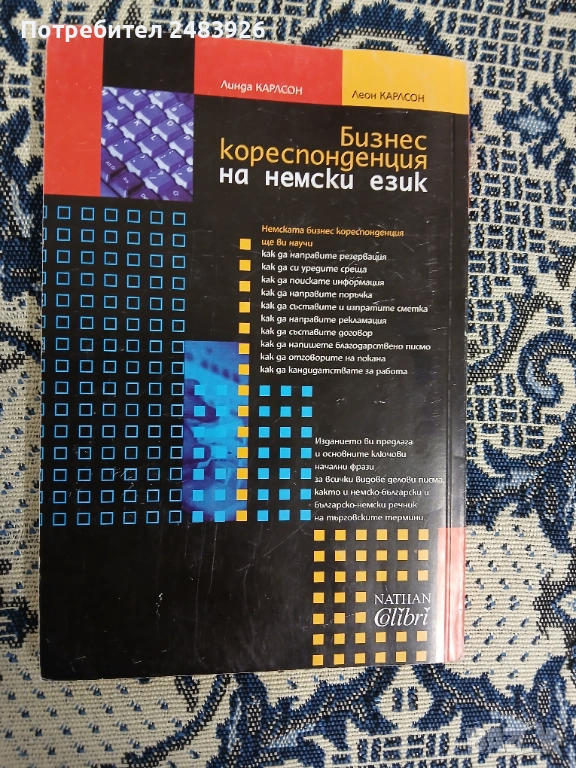 Потребител 2483926
Линда КАРЛСОН
Леон КАРЛСОН
Бизнес
кореспонденция
на немски език
Немската бизнес кореспонденция
ще ви научи
как да направите резервация
как да си уредите среща
как да поискате информация
как да направите поръчка
как да съставите и изпратите сметка
как да направите рекламация
как да съставите договор
как да напишете благодарствено писмо
как да отговорите на покана
как да кандидатствате за работа
Изданието ви предлага
и основните ключови
начални фрази
за всички видове делови писма,
както и немско-български и
българско-немски речник
на търговските термини.
NATHAN
Colibri